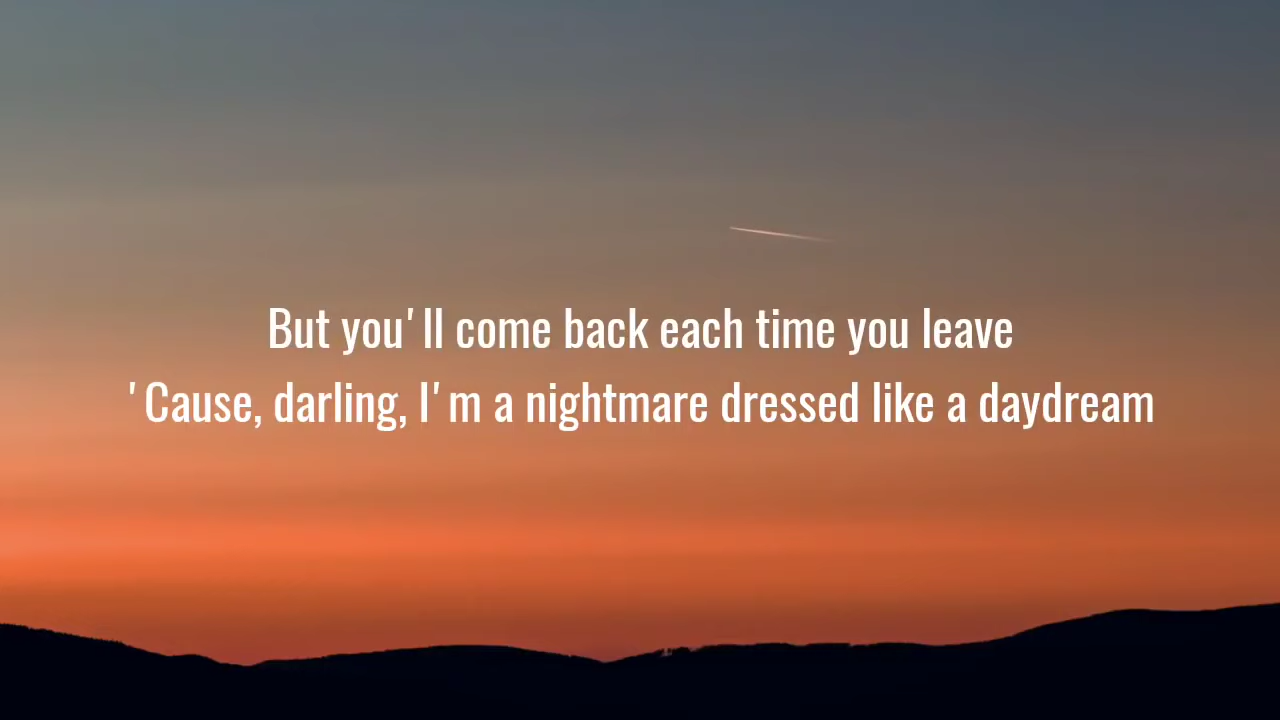 But you'll come back each time you leave
'Cause, darling, I'm a nightmare dressed like a daydream